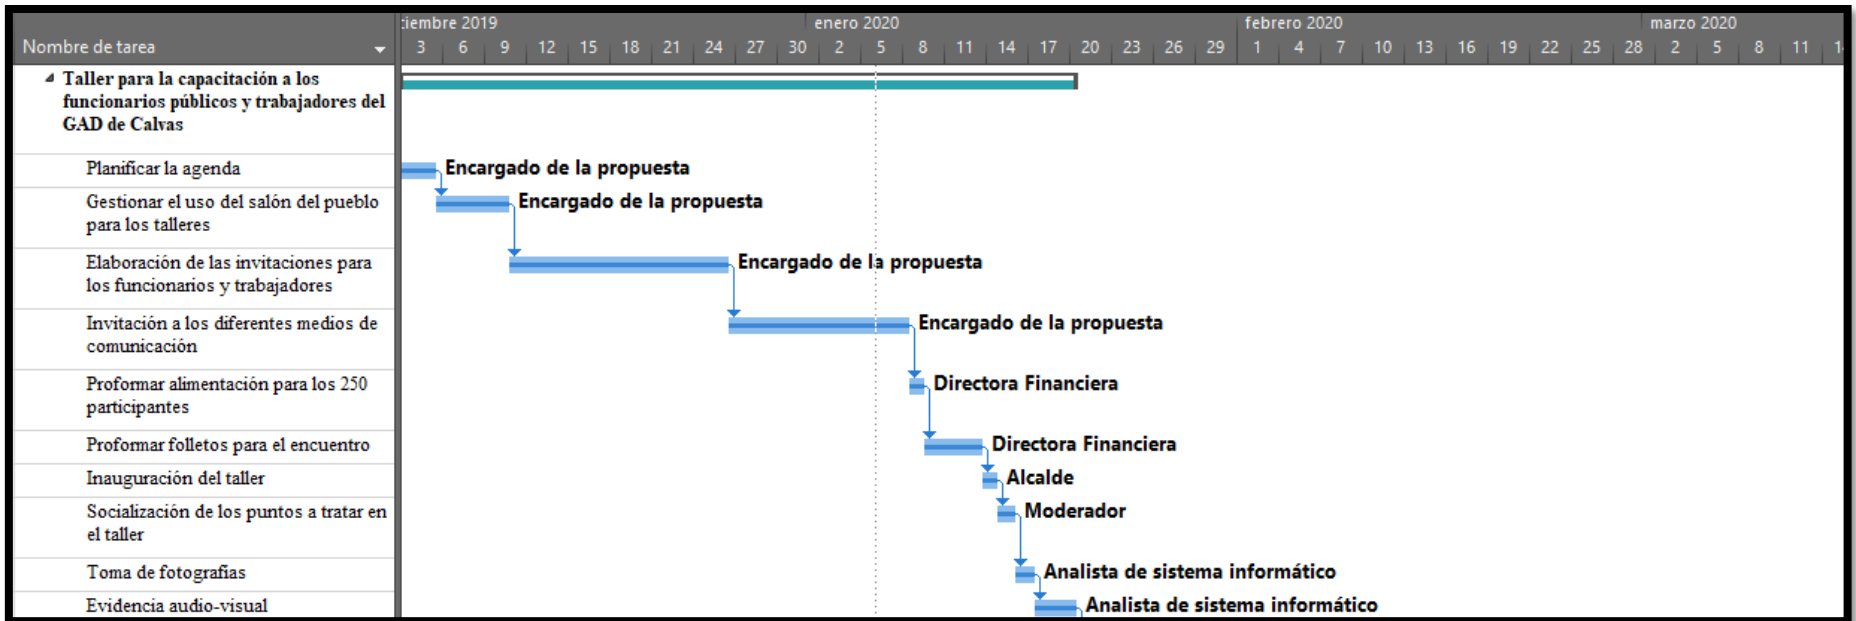 ciembre 2019 enero 2020 febrero 2020 marzo 2020
Nombre de tarea 3 6 9 12 15 18 21 24 27 30 2 5 8 11 14 17 20 23 26 29 1 4 7 10 13 16 19 22 25 28 2 5 8 11 1
Taller para la capacitación a los
funcionarios públicos y trabajadores del
GAD de Calvas
Planificar la agenda Encargado de la propuesta
Gestionar el uso del salón del pueblo Encargado de la propuesta
para los talleres
Elaboración de las invitaciones para Encargado de la propuesta
los funcionarios y trabajadores
Invitación a los diferentes medios de Encargado de la propuesta
comunicación
Proformar alimentación para los 250 Directora Financiera
participantes
Proformar folletos para el encuentro Directora Financiera
Inauguración del taller Alcalde
Socialización de los puntos a tratar en Moderador
el taller
Toma de fotografías Analista de sistema informático
Evidencia audio-visual Analista de sistema informático